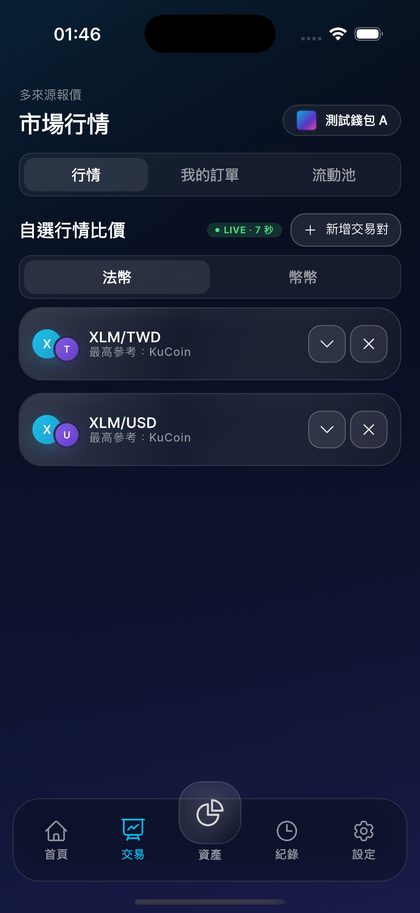 01:46
多來源報價
市場行情
測試錢包 A
行情
我的訂單
流動池
自選行情比價
LIVE · 7 秒
新增交易對
法幣
幣幣
X
T
XLM/TWD
最高參考：KuCoin
X
U
XLM/USD
最高參考：KuCoin
首頁
交易
資產
紀錄
設定